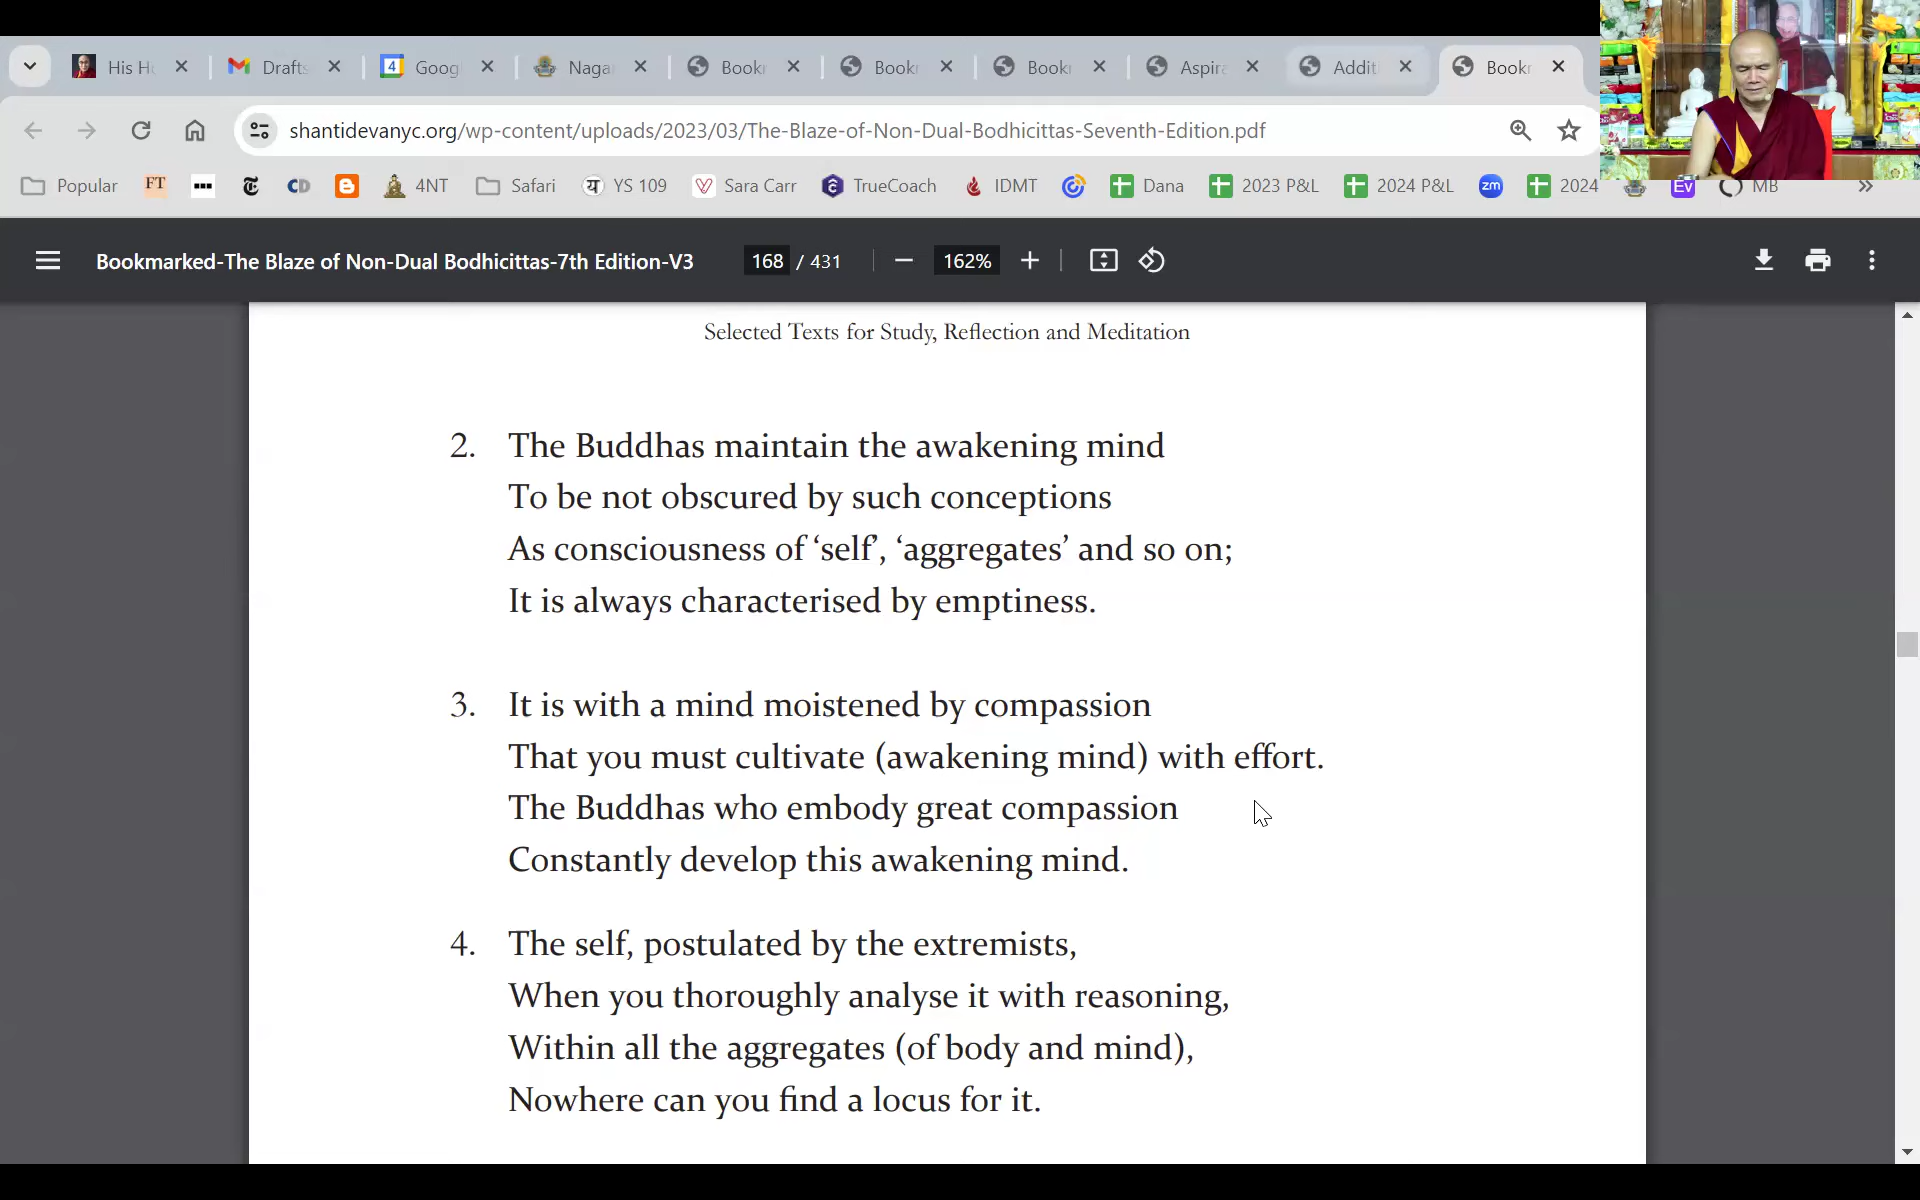 His H
Drafts
4
Goog
Naga
Book
Book
Book
Aspira
Addit
Book
shantidevanyc.org/wp-content/uploads/2023/03/The-Blaze-of-Non-Dual-Bodhicittas-Seventh-Edition.pdf
Popular
FT
CD
4NT
Safari
य
YS 109
Sara Carr
TrueCoach
IDMT
Dana
2023 P&L
2024 P&L
zm
2024
Ev
MB
Bookmarked-The Blaze of Non-Dual Bodhicittas-7th Edition-V3
168 / 431
162%
Selected Texts for Study, Reflection and Meditation
2. The Buddhas maintain the awakening mind
To be not obscured by such conceptions
As consciousness of ‘self’, ‘aggregates’ and so on;
It is always characterised by emptiness.
3. It is with a mind moistened by compassion
That you must cultivate (awakening mind) with effort.
The Buddhas who embody great compassion
Constantly develop this awakening mind.
4. The self, postulated by the extremists,
When you thoroughly analyse it with reasoning,
Within all the aggregates (of body and mind),
Nowhere can you find a locus for it.